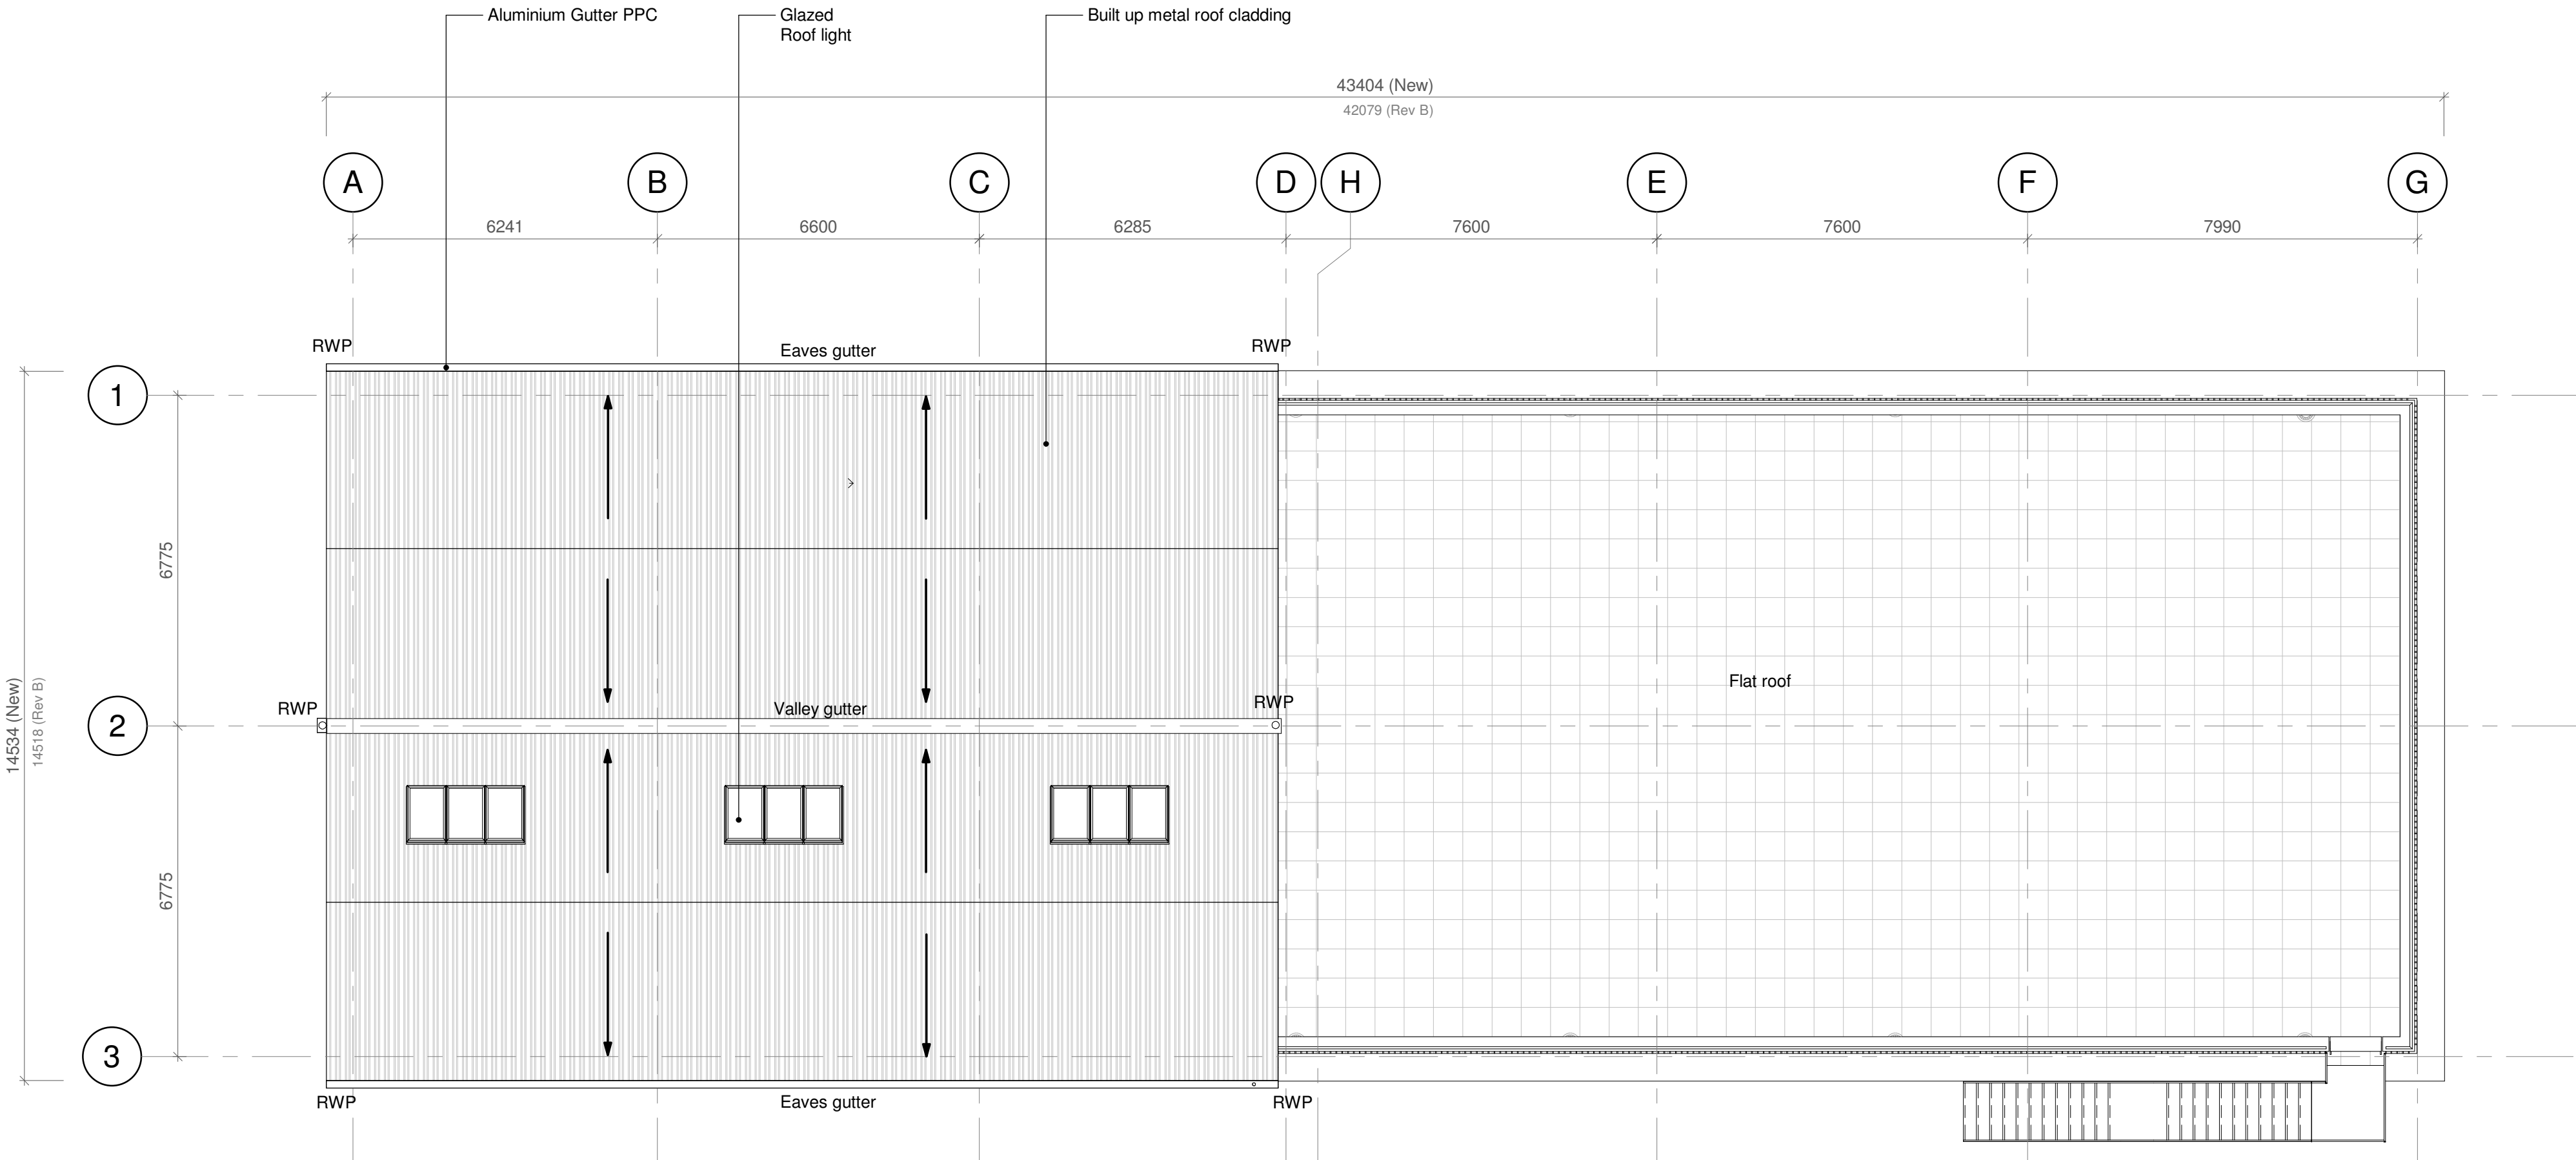 Aluminium Gutter PPC
Glazed
Roof light
Built up metal roof cladding
43404 (New)
42079 (Rev B)
A
B
C
D
H
E
F
G
6241
6600
6285
7600
7600
7990
RWP
Eaves gutter
RWP
1
6775
14534 (New)
14518 (Rev B)
Flat roof
RWP
Valley gutter
RWP
2
6775
3
RWP
Eaves gutter
RWP